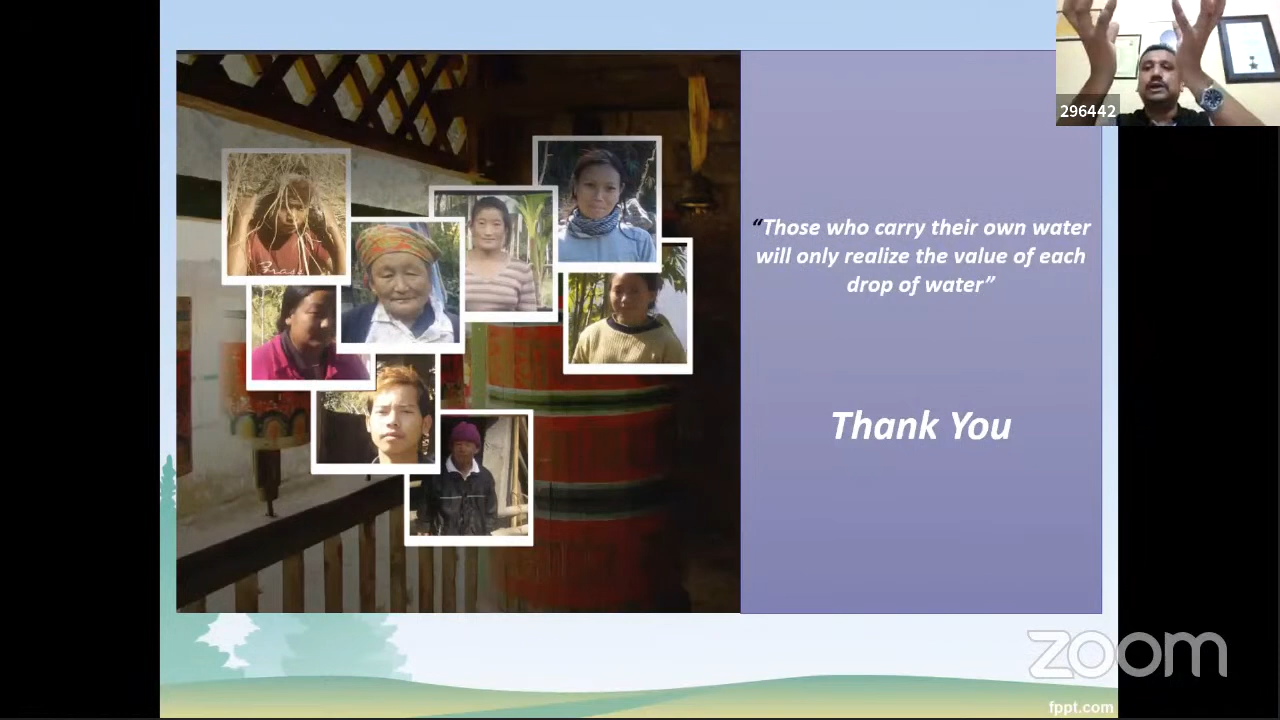 296442
“Those who carry their own water
will only realize the value of each
drop of water”
Thank You
zoom
fppt.com